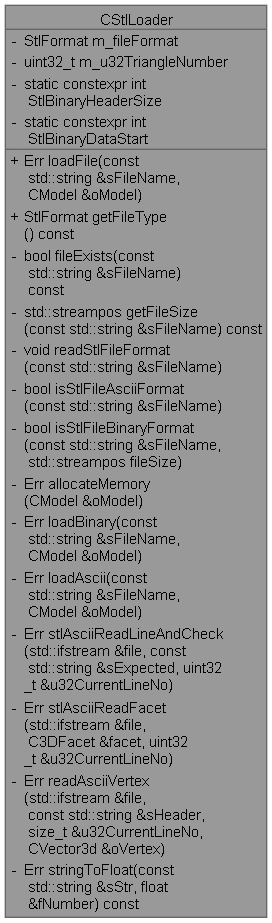 CStlLoader
- StlFormat m_fileFormat
- uint32_t m_u32TriangleNumber
- static constexpr int
StlBinaryHeaderSize
- static constexpr int
StlBinaryDataStart
+ Err loadFile(const
std::string &sFileName,
CModel &oModel)
+ StlFormat getFileType
() const
- bool fileExists(const
std::string &sFileName)
const
- std::streampos getFileSize
(const std::string &sFileName) const
- void readStlFileFormat
(const std::string &sFileName)
- bool isStlFileAsciiFormat
(const std::string &sFileName)
- bool isStlFileBinaryFormat
(const std::string &sFileName,
std::streampos fileSize)
- Err allocateMemory
(CModel &oModel)
- Err loadBinary(const
std::string &sFileName,
CModel &oModel)
- Err loadAscii(const
std::string &sFileName,
CModel &oModel)
- Err stlAsciiReadLineAndCheck
(std::ifstream &file, const
std::string &sExpected, uint32
_t &u32CurrentLineNo)
- Err stlAsciiReadFacet
(std::ifstream &file,
C3DFacet &facet, uint32
_t &u32CurrentLineNo)
- Err readAsciiVertex
(std::ifstream &file,
const std::string &sHeader,
size_t &u32CurrentLineNo,
CVector3d &oVertex)
- Err stringToFloat(const
std::string &sStr, float
&fNumber) const